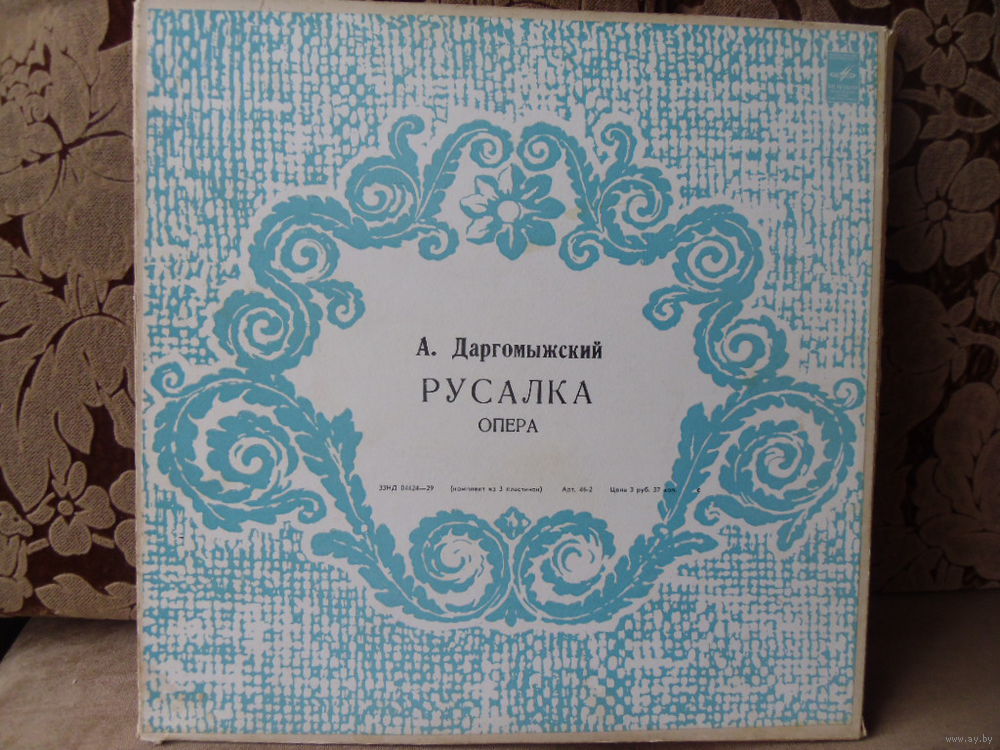 А. Даргомыжский
РУСАЛКА
ОПЕРА
33НД 04424—29 (комплект из 3 пластинок) Арт. 46-2 Цена 3 руб. 37 коп.
www.ay.by